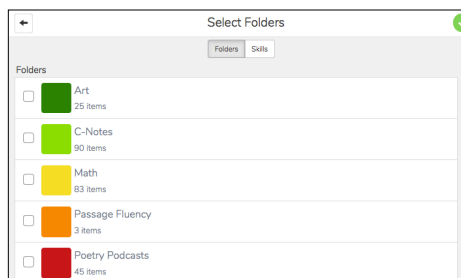 Select Folders
Folders Skills
Folders
Art
25 items
C-Notes
90 items
Math
83 items
Passage Fluency
3 items
Poetry Podcasts
45 items